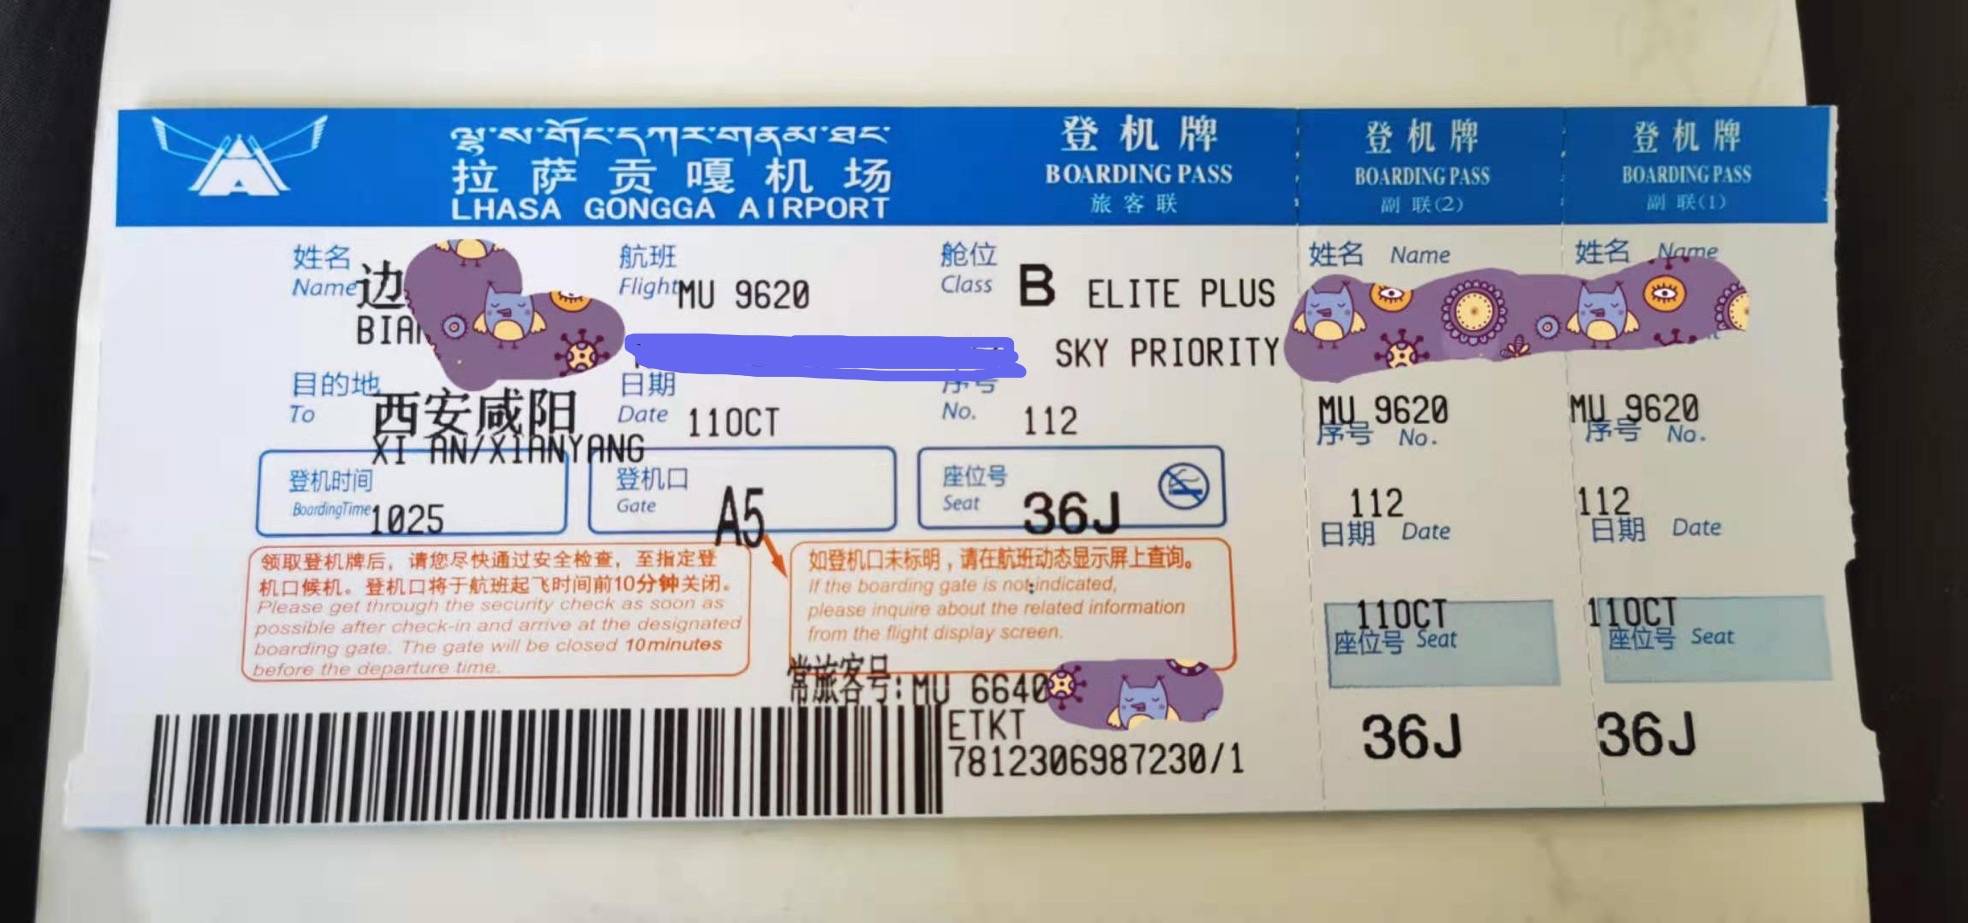 ལྷ་ས་གོང་དཀར་གནམ་ཐང་
拉萨贡嘎机场
LHASA GONGGA AIRPORT
登机牌
BOARDING PASS
旅客联
登机牌
BOARDING PASS
副联(2)
登机牌
BOARDING PASS
副联(1)
姓名 边
Name
BIAN
航班
Flight MU 9620
舱位
Class B ELITE PLUS
SKY PRIORITY
目的地 西安咸阳
To
XI AN/XIANYANG
日期
Date 11OCT
序号
No. 112
登机时间
BoardingTime 1025
登机口
Gate A5
座位号
Seat 36J
领取登机牌后，请您尽快通过安全检查，至指定登
机口候机。登机口将于航班起飞时间前10分钟关闭。
Please get through the security check as soon as
possible after check-in and arrive at the designated
boarding gate. The gate will be closed 10minutes
before the departure time.
如登机口未标明，请在航班动态显示屏上查询。
If the boarding gate is not indicated,
please inquire about the related information
from the flight display screen.
常旅客号:MU 6640
ETKT
7812306987230/1
姓名 Name
MU 9620
序号 No.
112
日期 Date
11OCT
座位号 Seat
36J
姓名 Name
MU 9620
序号 No.
112
日期 Date
11OCT
座位号 Seat
36J